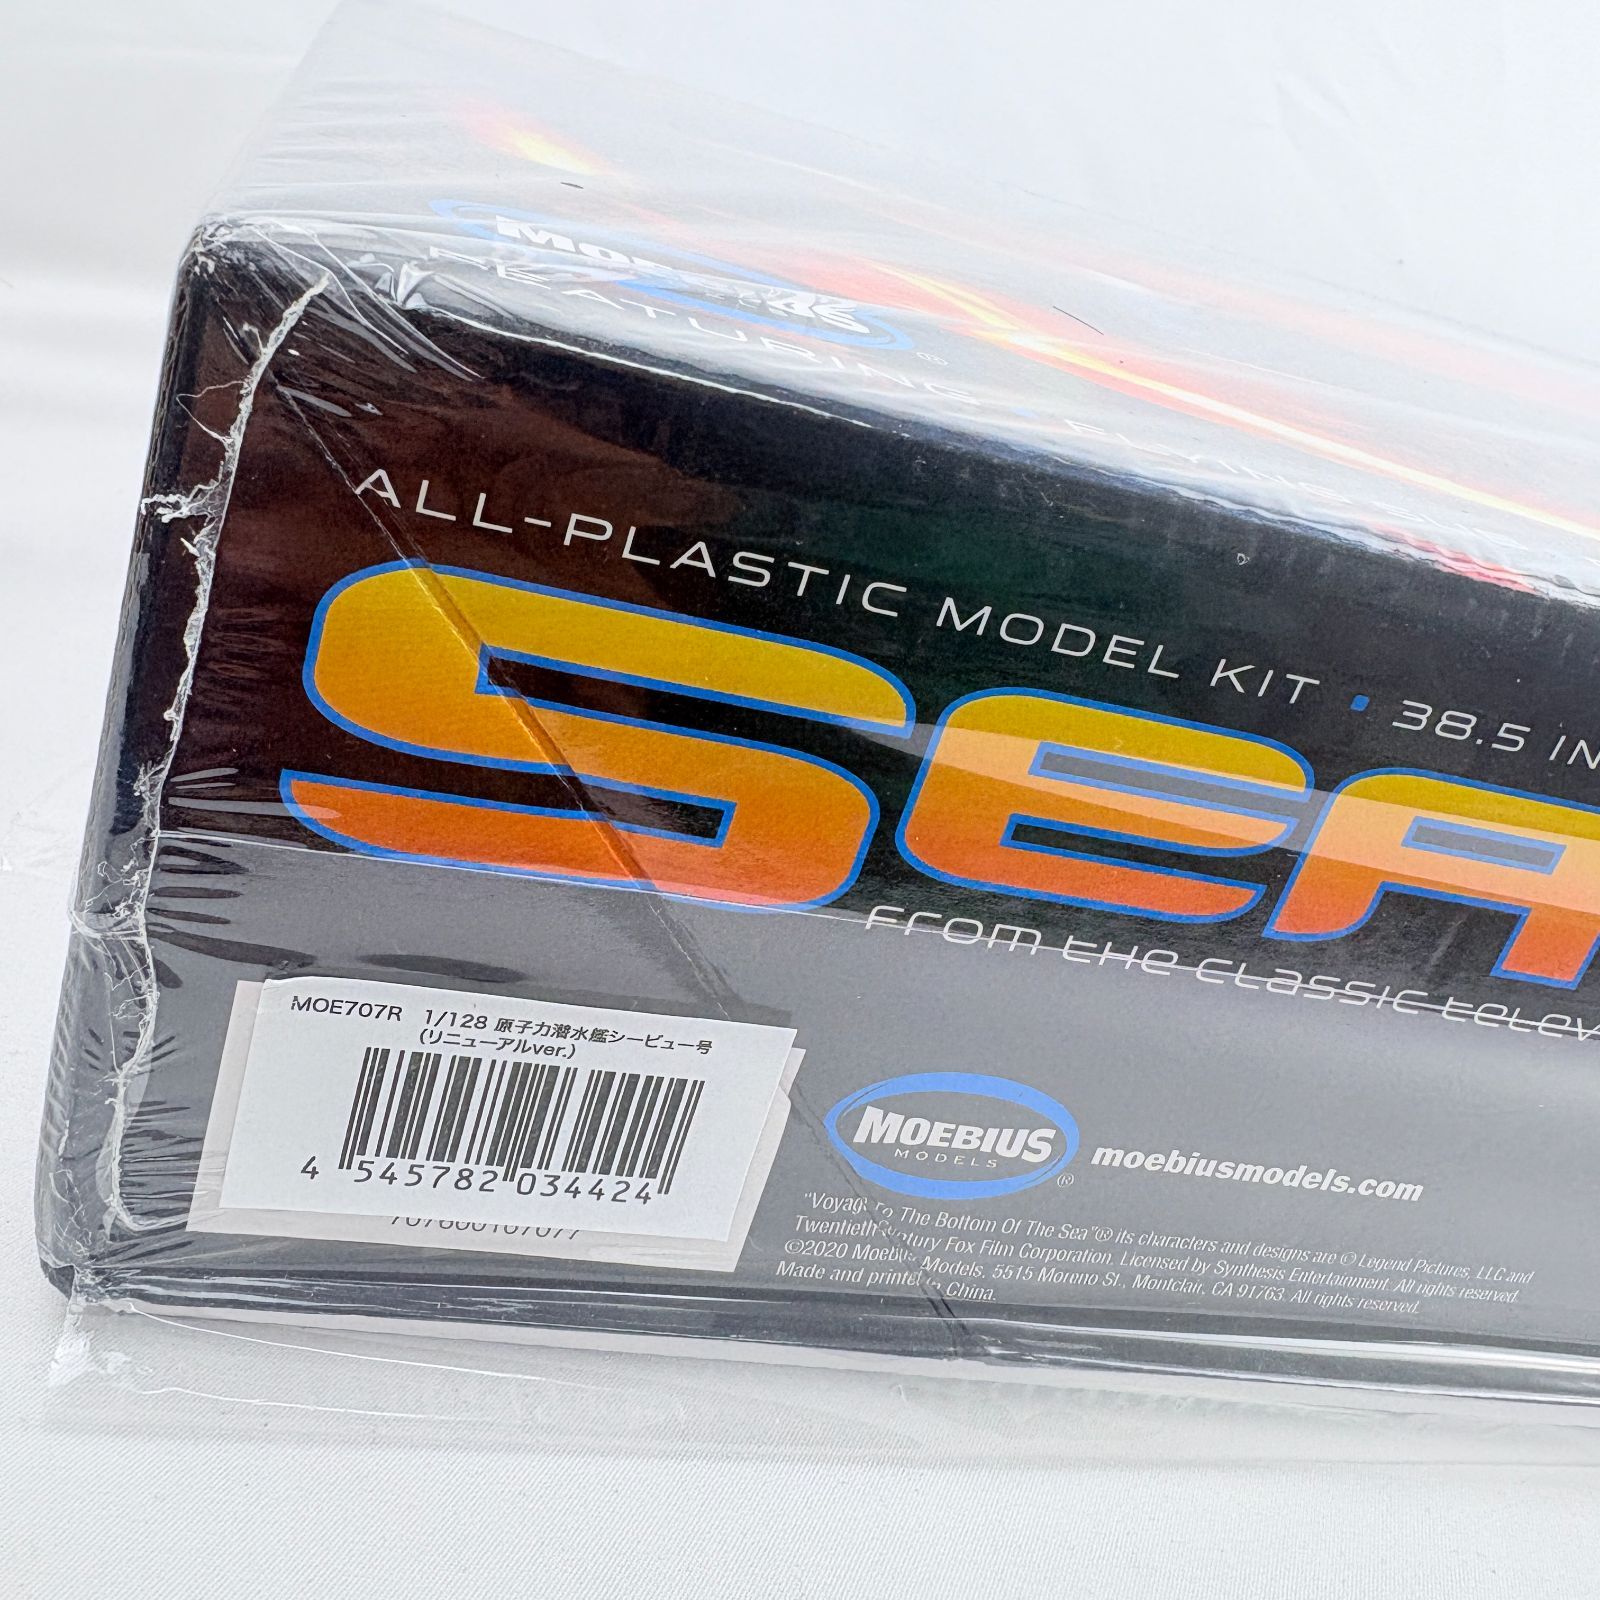 MOEBIUS
FEATURING
ALL-PLASTIC MODEL KIT • 38.5 IN
SEA
FROM THE CLASSIC TELEV
MOE707R 1/128 原子力潜水艦シービュー号
(リニューアルver.)
4 545782 034424
MOEBIUS
MODELS
®
moebiusmodels.com
"Voyage To The Bottom Of The Sea"® its characters and designs are © Legend Pictures, LLC and
Twentieth Century Fox Film Corporation. Licensed by Synthesis Entertainment. All rights reserved.
©2020 Moebius Models, 5515 Moreno St., Montclair, CA 91763. All rights reserved.
Made and printed in China.